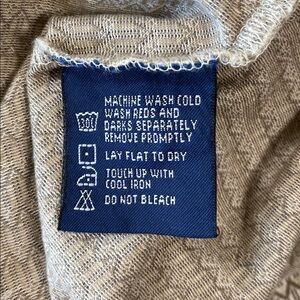 MACHINE WASH COLD
WASH REDS AND
DARKS SEPARATELY
REMOVE PROMPTLY
LAY FLAT TO DRY
TOUCH UP WITH
COOL IRON
DO NOT BLEACH